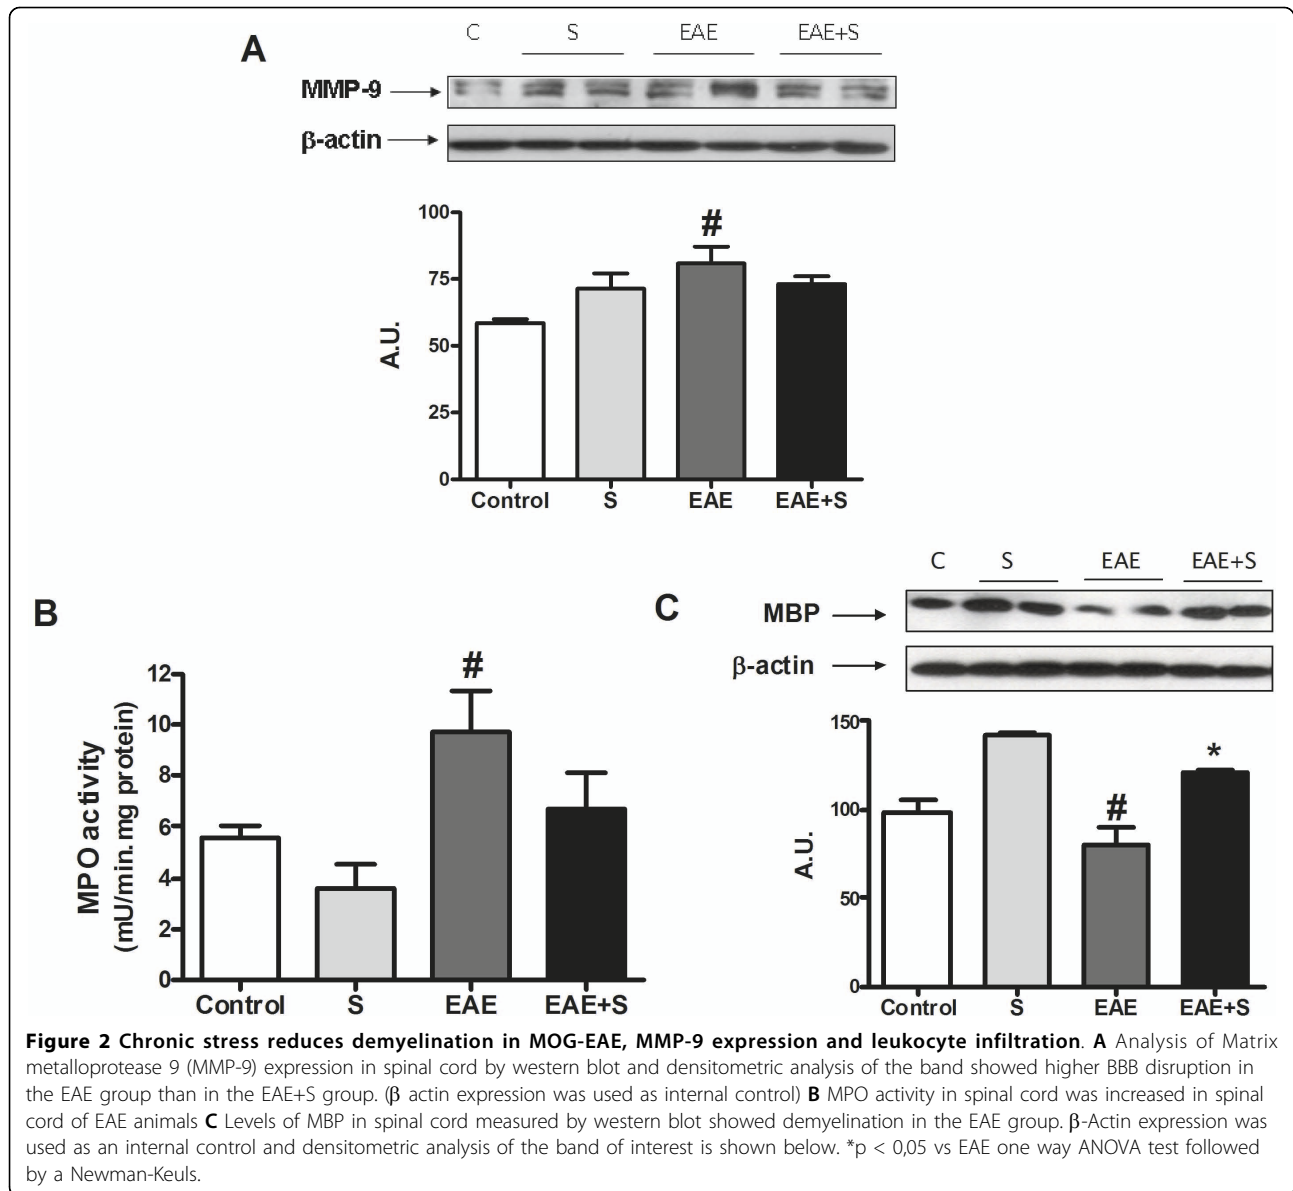 A
C S EAE EAE+S
MMP-9
β-actin
100
#
75
A.U.
50
25
0
Control S EAE EAE+S
B
12
#
10
MPO activity
(mU/min.mg protein)
8
6
4
2
0
Control S EAE EAE+S
C
C S EAE EAE+S
MBP
β-actin
150
*
#
100
A.U.
50
0
Control S EAE EAE+S
Figure 2 Chronic stress reduces demyelination in MOG-EAE, MMP-9 expression and leukocyte infiltration. A Analysis of Matrix
metalloprotease 9 (MMP-9) expression in spinal cord by western blot and densitometric analysis of the band showed higher BBB disruption in
the EAE group than in the EAE+S group. (β actin expression was used as internal control) B MPO activity in spinal cord was increased in spinal
cord of EAE animals C Levels of MBP in spinal cord measured by western blot showed demyelination in the EAE group. β-Actin expression was
used as an internal control and densitometric analysis of the band of interest is shown below. *p < 0,05 vs EAE one way ANOVA test followed
by a Newman-Keuls.